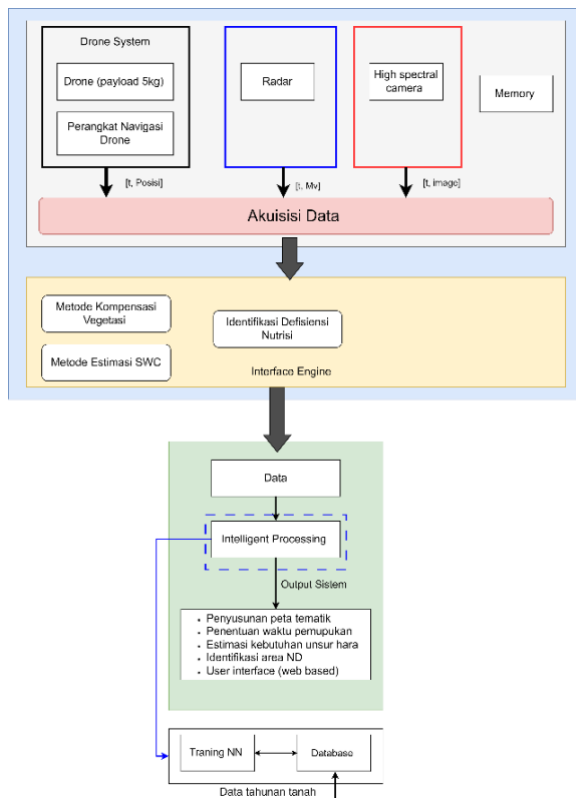 Drone System
Drone (payload 5kg)
Perangkat Navigasi
Drone
Radar
High spectral
camera
Memory
[t, Posisi]
[t, Mv]
[t, image]
Akuisisi Data
Metode Kompensasi
Vegetasi
Identifikasi Defisiensi
Nutrisi
Metode Estimasi SWC
Interface Engine
Data
Intelligent Processing
Output Sistem
• Penyusunan peta tematik
• Penentuan waktu pemupukan
• Estimasi kebutuhan unsur hara
• Identifikasi area ND
• User interface (web based)
Traning NN
Database
Data tahunan tanah